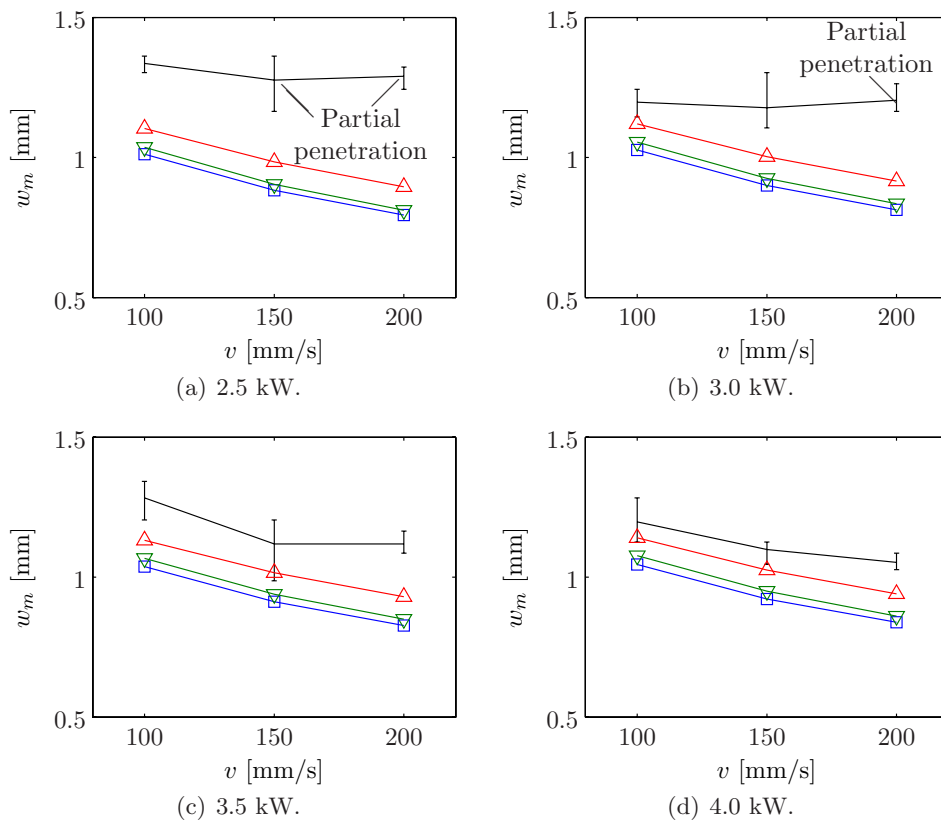 1.5
1
0.5
w_m [mm]
Partial
penetration
100 150 200
v [mm/s]
(a) 2.5 kW.
1.5
1
0.5
w_m [mm]
Partial
penetration
100 150 200
v [mm/s]
(b) 3.0 kW.
1.5
1
0.5
w_m [mm]
100 150 200
v [mm/s]
(c) 3.5 kW.
1.5
1
0.5
w_m [mm]
100 150 200
v [mm/s]
(d) 4.0 kW.